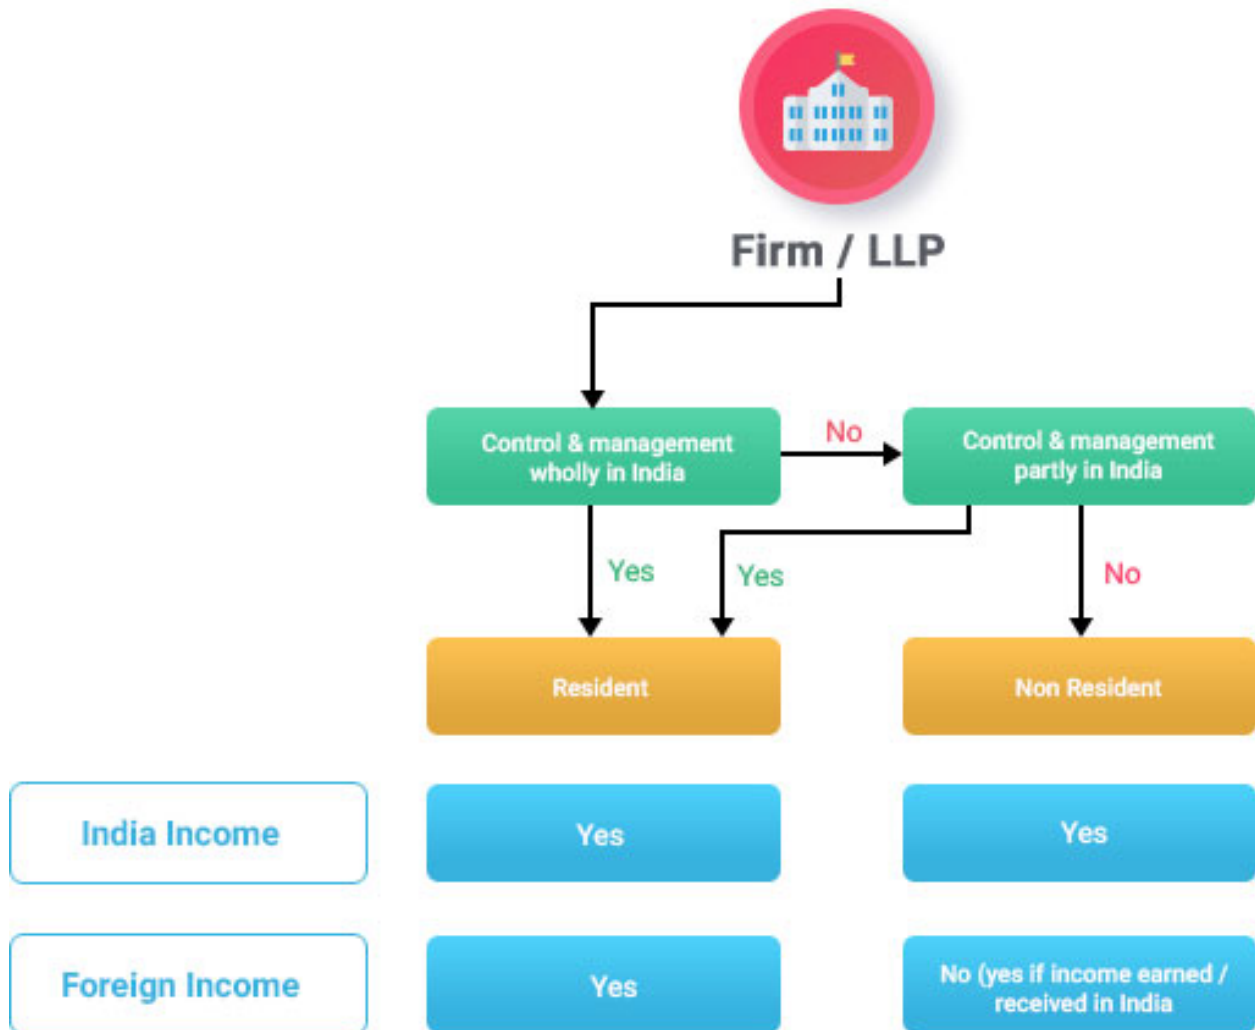 Firm / LLP
Control & management
wholly in India
No
Control & management
partly in India
Yes
Yes
No
Resident
Non Resident
India Income
Yes
Yes
Foreign Income
Yes
No (yes if income earned /
received in India